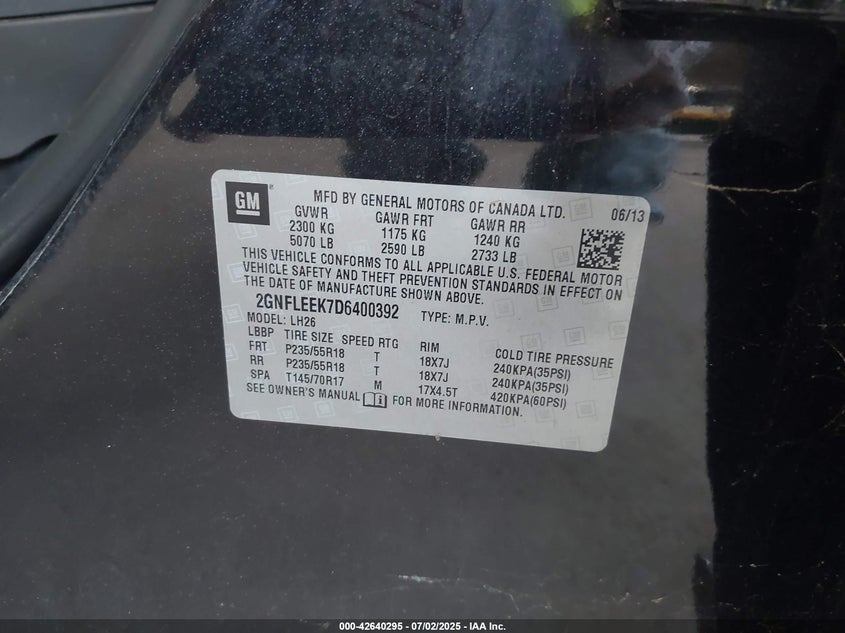 GM
MFD BY GENERAL MOTORS OF CANADA LTD. 06/13
GVWR GAWR FRT GAWR RR
2300 KG 1175 KG 1240 KG
5070 LB 2590 LB 2733 LB
THIS VEHICLE CONFORMS TO ALL APPLICABLE U.S. FEDERAL MOTOR
VEHICLE SAFETY AND THEFT PREVENTION STANDARDS IN EFFECT ON
THE DATE OF MANUFACTURE SHOWN ABOVE.
2GNFLEEK7D6400392 TYPE: M.P.V.
MODEL: LH26
LBBP TIRE SIZE SPEED RTG RIM COLD TIRE PRESSURE
FRT P235/55R18 T 18X7J 240KPA(35PSI)
RR P235/55R18 T 18X7J 240KPA(35PSI)
SPA T145/70R17 M 17X4.5T 420KPA(60PSI)
SEE OWNER'S MANUAL FOR MORE INFORMATION.
000-42640295 - 07/02/2025 - IAA Inc.